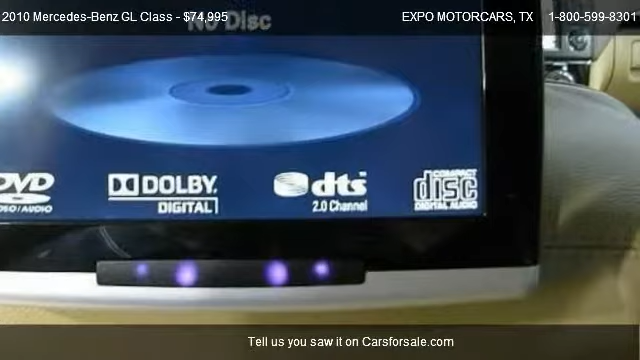 2010 Mercedes-Benz GL Class - $74,995 EXPO MOTORCARS, TX 1-800-599-8301
No Disc
DVD DOLBY. dts COMPACT disc
VIDEO/AUDIO DIGITAL 2.0 Channel DIGITAL AUDIO
Tell us you saw it on Carsforsale.com